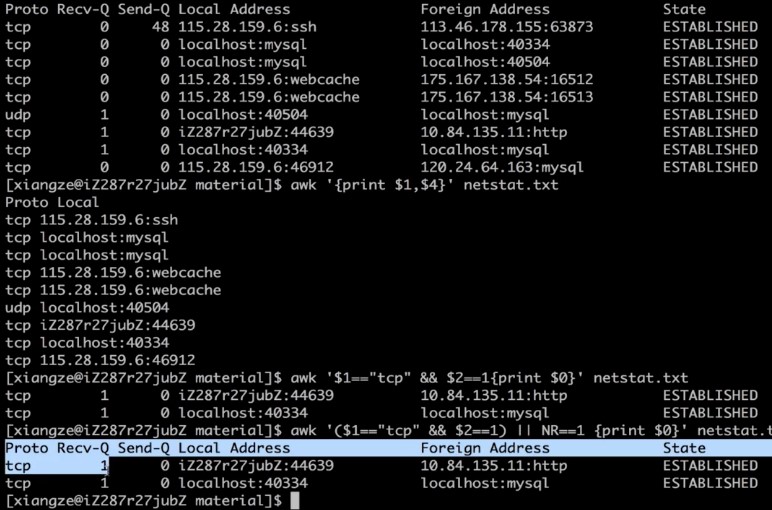 Proto Recv-Q Send-Q Local Address Foreign Address State
tcp 0 48 115.28.159.6:ssh 113.46.178.155:63873 ESTABLISHED
tcp 0 0 localhost:mysql localhost:40334 ESTABLISHED
tcp 0 0 localhost:mysql localhost:40504 ESTABLISHED
tcp 0 0 115.28.159.6:webcache 175.167.138.54:16512 ESTABLISHED
tcp 0 0 115.28.159.6:webcache 175.167.138.54:16513 ESTABLISHED
udp 1 0 localhost:40504 localhost:mysql ESTABLISHED
tcp 1 0 iZ287r27jubZ:44639 10.84.135.11:http ESTABLISHED
tcp 1 0 localhost:40334 localhost:mysql ESTABLISHED
tcp 0 0 115.28.159.6:46912 120.24.64.163:mysql ESTABLISHED
[xiangze@iZ287r27jubZ material]$ awk '{print $1,$4}' netstat.txt
Proto Local
tcp 115.28.159.6:ssh
tcp localhost:mysql
tcp localhost:mysql
tcp 115.28.159.6:webcache
tcp 115.28.159.6:webcache
udp localhost:40504
tcp iZ287r27jubZ:44639
tcp localhost:40334
tcp 115.28.159.6:46912
[xiangze@iZ287r27jubZ material]$ awk '$1=="tcp" && $2==1{print $0}' netstat.txt
tcp 1 0 iZ287r27jubZ:44639 10.84.135.11:http ESTABLISHED
tcp 1 0 localhost:40334 localhost:mysql ESTABLISHED
[xiangze@iZ287r27jubZ material]$ awk '($1=="tcp" && $2==1) || NR==1 {print $0}' netstat.t
Proto Recv-Q Send-Q Local Address Foreign Address State
tcp 1 0 iZ287r27jubZ:44639 10.84.135.11:http ESTABLISHED
tcp 1 0 localhost:40334 localhost:mysql ESTABLISHED
[xiangze@iZ287r27jubZ material]$